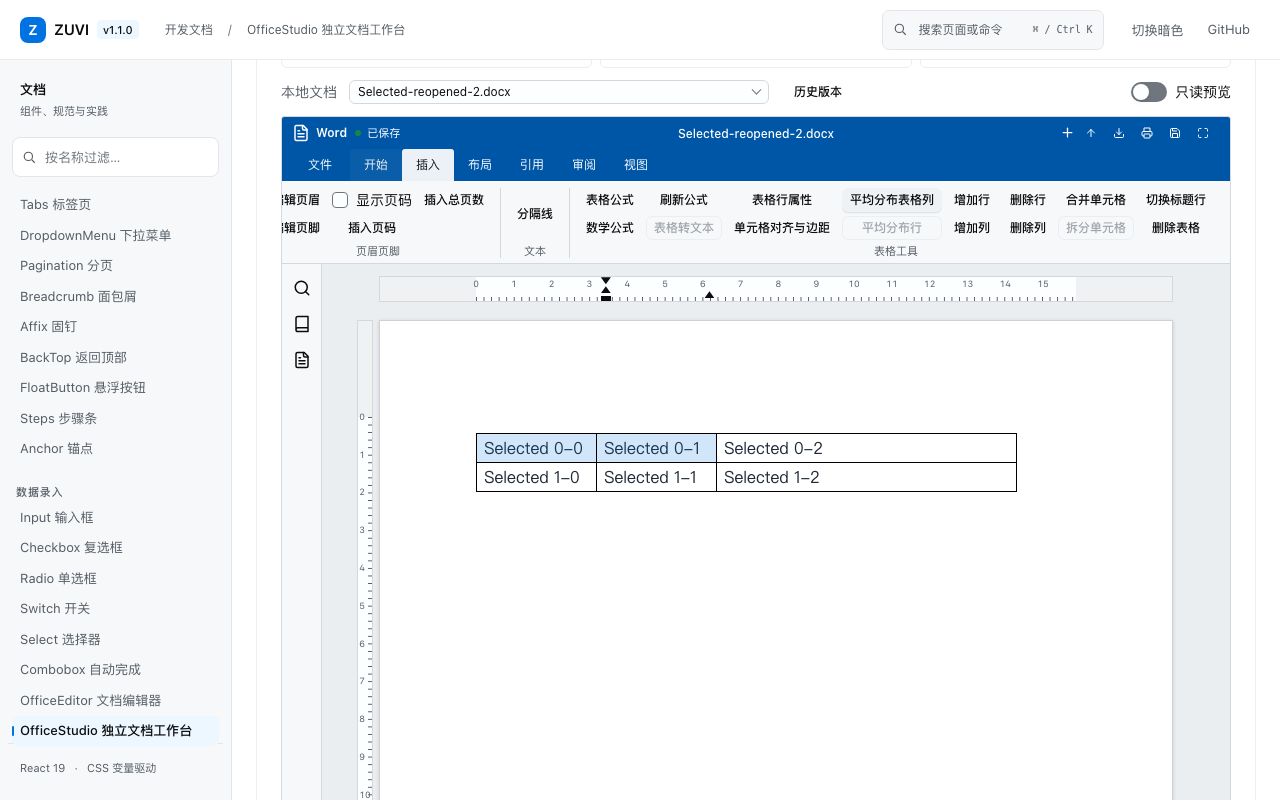 Z ZUVI v1.1.0 开发文档 / OfficeStudio 独立文档工作台 搜索页面或命令 ⌘ / Ctrl K 切换暗色 GitHub
文档
组件、规范与实践
按名称过滤...
Tabs 标签页
DropdownMenu 下拉菜单
Pagination 分页
Breadcrumb 面包屑
Affix 固钉
BackTop 返回顶部
FloatButton 悬浮按钮
Steps 步骤条
Anchor 锚点
数据录入
Input 输入框
Checkbox 复选框
Radio 单选框
Switch 开关
Select 选择器
Combobox 自动完成
OfficeEditor 文档编辑器
OfficeStudio 独立文档工作台
React 19 · CSS 变量驱动
本地文档 Selected-reopened-2.docx 历史版本 只读预览
Word 已保存 Selected-reopened-2.docx
文件 开始 插入 布局 引用 审阅 视图
辑页眉 显示页码 插入总页数
辑页脚 插入页码
页眉页脚
分隔线
文本
表格公式 刷新公式 表格行属性 平均分布表格列 增加行 删除行 合并单元格 切换标题行
数学公式 表格转文本 单元格对齐与边距 平均分布行 增加列 删除列 拆分单元格 删除表格
表格工具
0 1 2 3 4 5 6 7 8 9 10 11 12 13 14 15
0
1
2
3
4
5
6
7
8
9
10
Selected 0-0 Selected 0-1 Selected 0-2
Selected 1-0 Selected 1-1 Selected 1-2